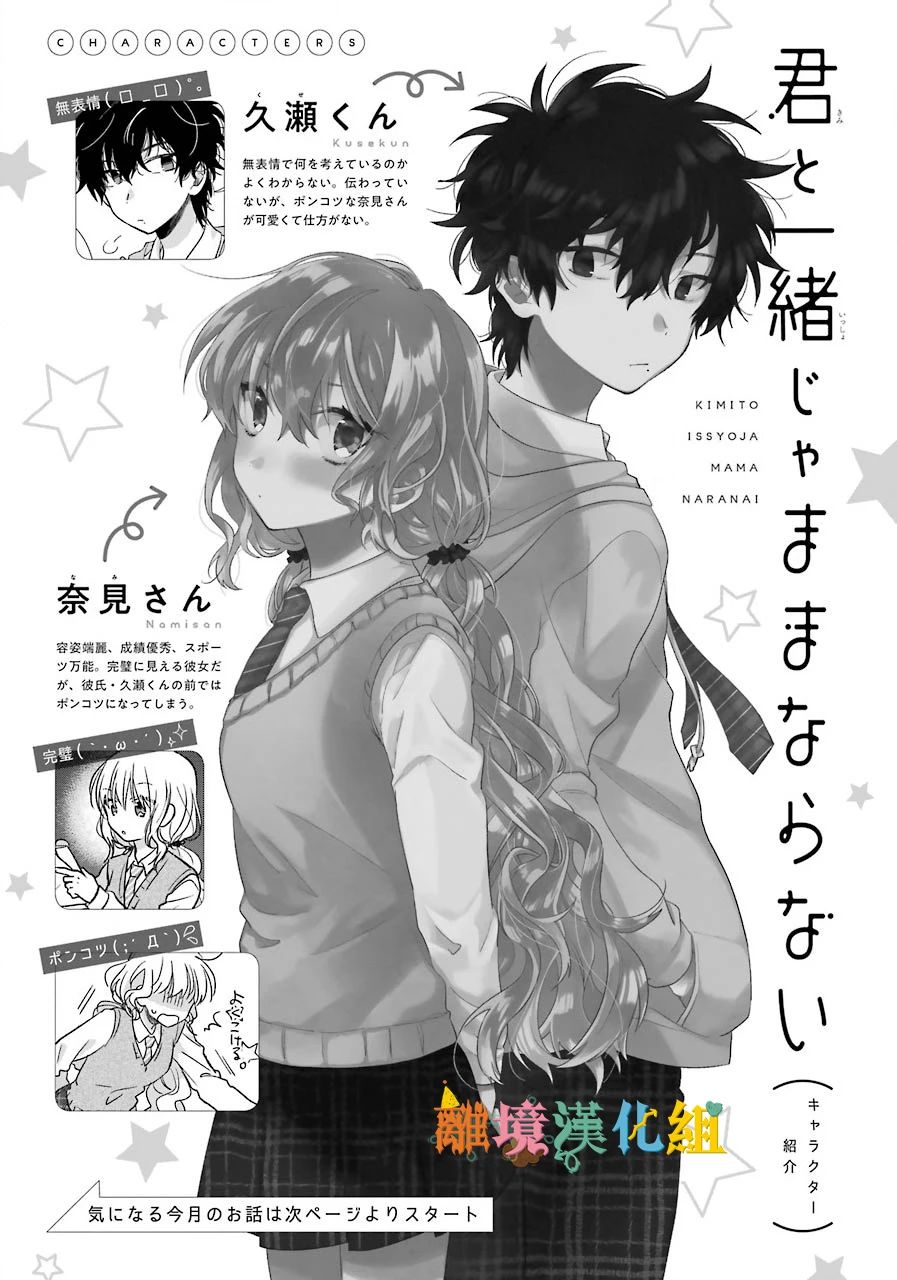 CHARACTERS
君と一緒じゃままならない
きみ
いっしょ
KIMITO
ISSYOJA
MAMA
NARANAI
(キャラクター
紹介)
無表情(ロ_ロ)°。
くぜ
久瀬くん
Kusekun
無表情で何を考えているのか
よくわからない。伝わってい
ないが、ポンコツな奈見さん
が可愛くて仕方がない。
なみ
奈見さん
Namisan
容姿端麗、成績優秀、スポー
ツ万能。完璧に見える彼女だ
が、彼氏・久瀬くんの前では
ポンコツになってしまう。
完璧(｀・ω・´)
ポンコツ(;´Д｀)
離境漢化組
気になる今月のお話は次ページよりスタート